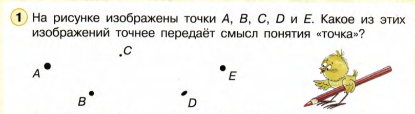 1 На рисунке изображены точки A, B, C, D и E. Какое из этих
изображений точнее передаёт смысл понятия «точка»?
C
A
E
B
D